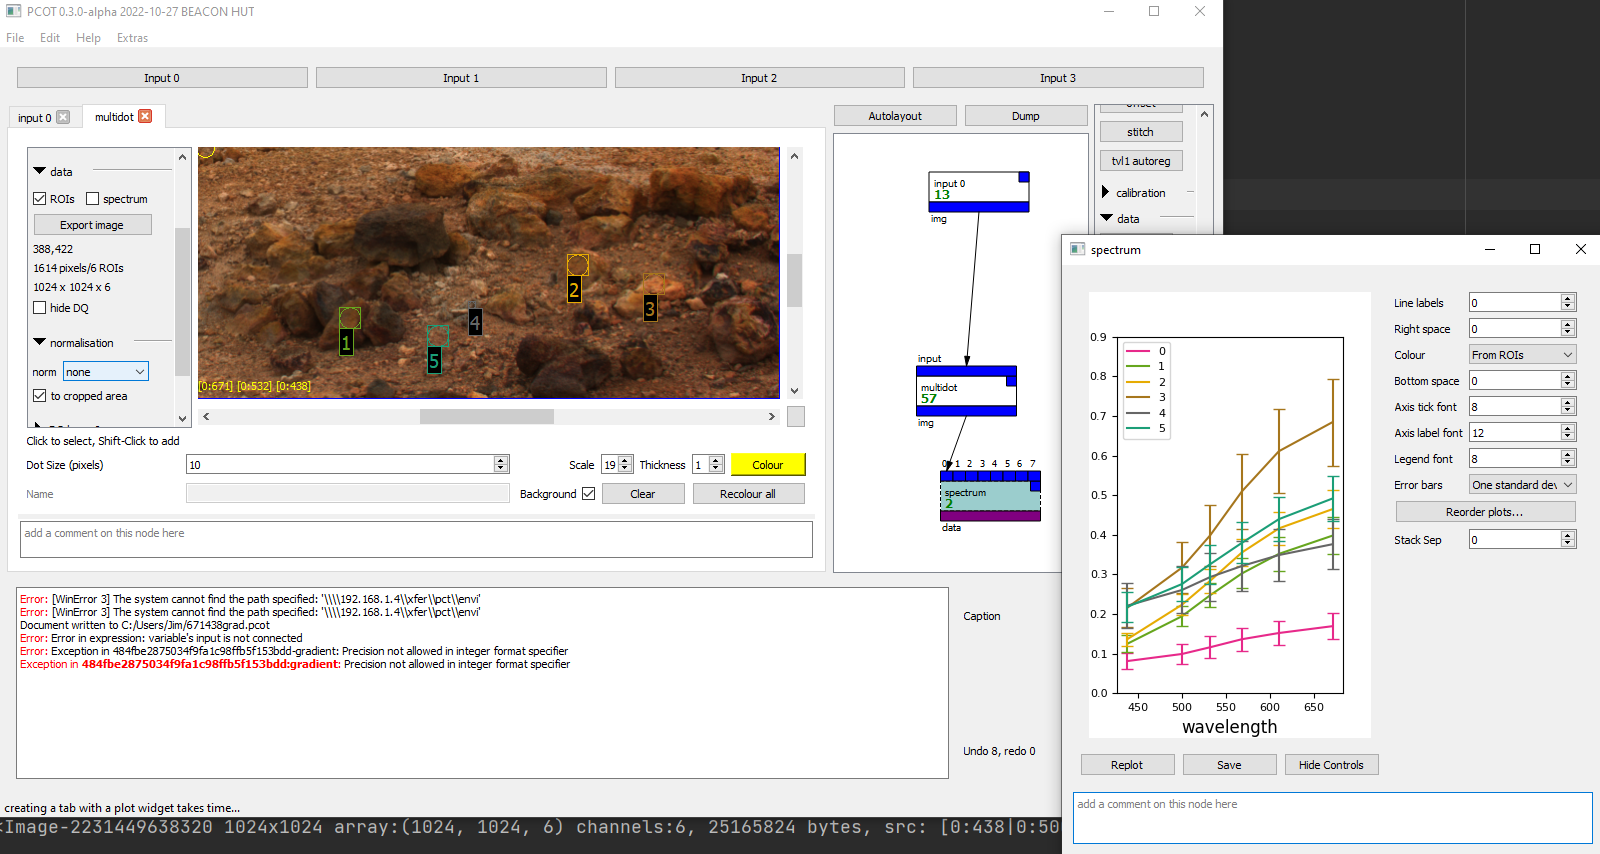 PCOT 0.3.0-alpha 2022-10-27 BEACON HUT
File Edit Help Extras
Input 0 Input 1 Input 2 Input 3
input 0 multidot
data
ROIs spectrum
Export image
388,422
1614 pixels/6 ROIs
1024 x 1024 x 6
hide DQ
normalisation
norm none
to cropped area
1
2
3
4
5
[0:671] [0:532] [0:438]
Click to select, Shift-Click to add
Dot Size (pixels) 10 Scale 19 Thickness 1 Colour
Name Background Clear Recolour all
add a comment on this node here
Autolayout Dump
input 0
13
img
input
multidot
57
img
0 1 2 3 4 5 6 7
spectrum
2
data
offset
stitch
tvl1 autoreg
calibration
data
Error: [WinError 3] The system cannot find the path specified: '\\\\192.168.1.4\\xfer\\pct\\envi'
Error: [WinError 3] The system cannot find the path specified: '\\\\192.168.1.4\\xfer\\pct\\envi'
Document written to C:/Users/Jim/671438grad.pcot
Error: Error in expression: variable's input is not connected
Error: Exception in 484fbe2875034f9fa1c98ffb5f153bdd-gradient: Precision not allowed in integer format specifier
Exception in 484fbe2875034f9fa1c98ffb5f153bdd:gradient: Precision not allowed in integer format specifier
Caption
Undo 8, redo 0
creating a tab with a plot widget takes time...
<Image-2231449638320 1024x1024 array:(1024, 1024, 6) channels:6, 25165824 bytes, src: [0:438|0:50
spectrum
0.9
0.8
0.7
0.6
0.5
0.4
0.3
0.2
0.1
0.0
0
1
2
3
4
5
450 500 550 600 650
wavelength
Line labels 0
Right space 0
Colour From ROIs
Bottom space 0
Axis tick font 8
Axis label font 12
Legend font 8
Error bars One standard dev
Reorder plots...
Stack Sep 0
Replot Save Hide Controls
add a comment on this node here